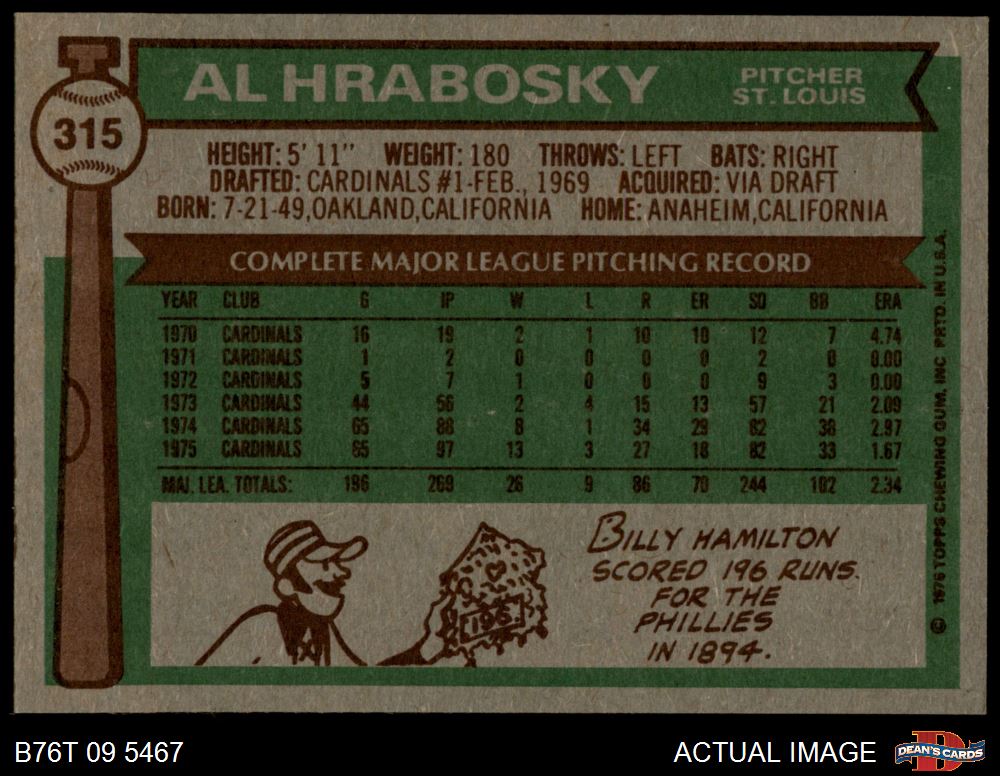 315
AL HRABOSKY
PITCHER
ST. LOUIS
HEIGHT: 5' 11" WEIGHT: 180 THROWS: LEFT BATS: RIGHT
DRAFTED: CARDINALS #1-FEB., 1969 ACQUIRED: VIA DRAFT
BORN: 7-21-49, OAKLAND, CALIFORNIA HOME: ANAHEIM, CALIFORNIA
COMPLETE MAJOR LEAGUE PITCHING RECORD
YEAR CLUB G IP W L R ER SO BB ERA
1970 CARDINALS 16 19 2 1 10 10 12 7 4.74
1971 CARDINALS 1 2 0 0 0 0 2 0 0.00
1972 CARDINALS 5 7 1 0 0 0 9 3 0.00
1973 CARDINALS 44 56 2 4 15 13 57 21 2.09
1974 CARDINALS 65 88 8 1 34 29 82 38 2.97
1975 CARDINALS 65 97 13 3 27 18 82 33 1.67
MAJ. LEA. TOTALS: 196 269 26 9 86 70 244 102 2.34
BILLY HAMILTON
SCORED 196 RUNS.
FOR THE
PHILLIES
IN 1894.
196
© 1976 TOPPS CHEWING GUM, INC PRTD. IN U.S.A.
B76T 09 5467
ACTUAL IMAGE
DEAN'S CARDS